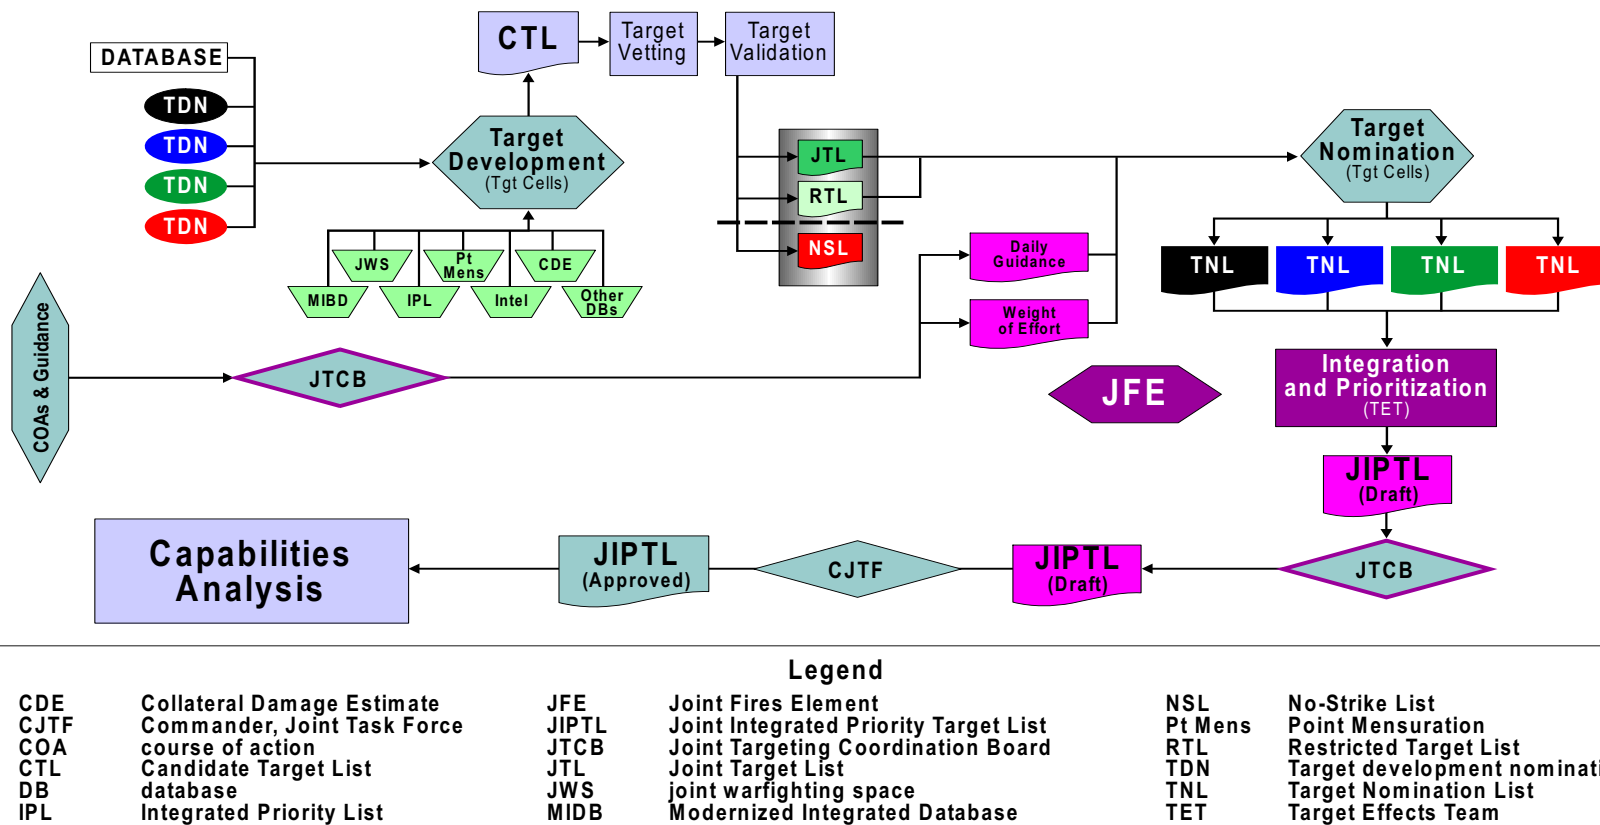 DATABASE
TDN
TDN
TDN
TDN
CTL
Target
Vetting
Target
Validation
Target
Development
(Tgt Cells)
JWS
Pt
Mens
CDE
MIBD
IPL
Intel
Other
DBs
JTL
RTL
NSL
Target
Nomination
(Tgt Cells)
TNL
TNL
TNL
TNL
Daily
Guidance
Weight
of Effort
COAs & Guidance
JTCB
JFE
Integration
and Prioritization
(TET)
JIPTL
(Draft)
JTCB
JIPTL
(Draft)
CJTF
JIPTL
(Approved)
Capabilities
Analysis
Legend
CDE Collateral Damage Estimate
CJTF Commander, Joint Task Force
COA course of action
CTL Candidate Target List
DB database
IPL Integrated Priority List
JFE Joint Fires Element
JIPTL Joint Integrated Priority Target List
JTCB Joint Targeting Coordination Board
JTL Joint Target List
JWS joint warfighting space
MIDB Modernized Integrated Database
NSL No-Strike List
Pt Mens Point Mensuration
RTL Restricted Target List
TDN Target development nominati
TNL Target Nomination List
TET Target Effects Team